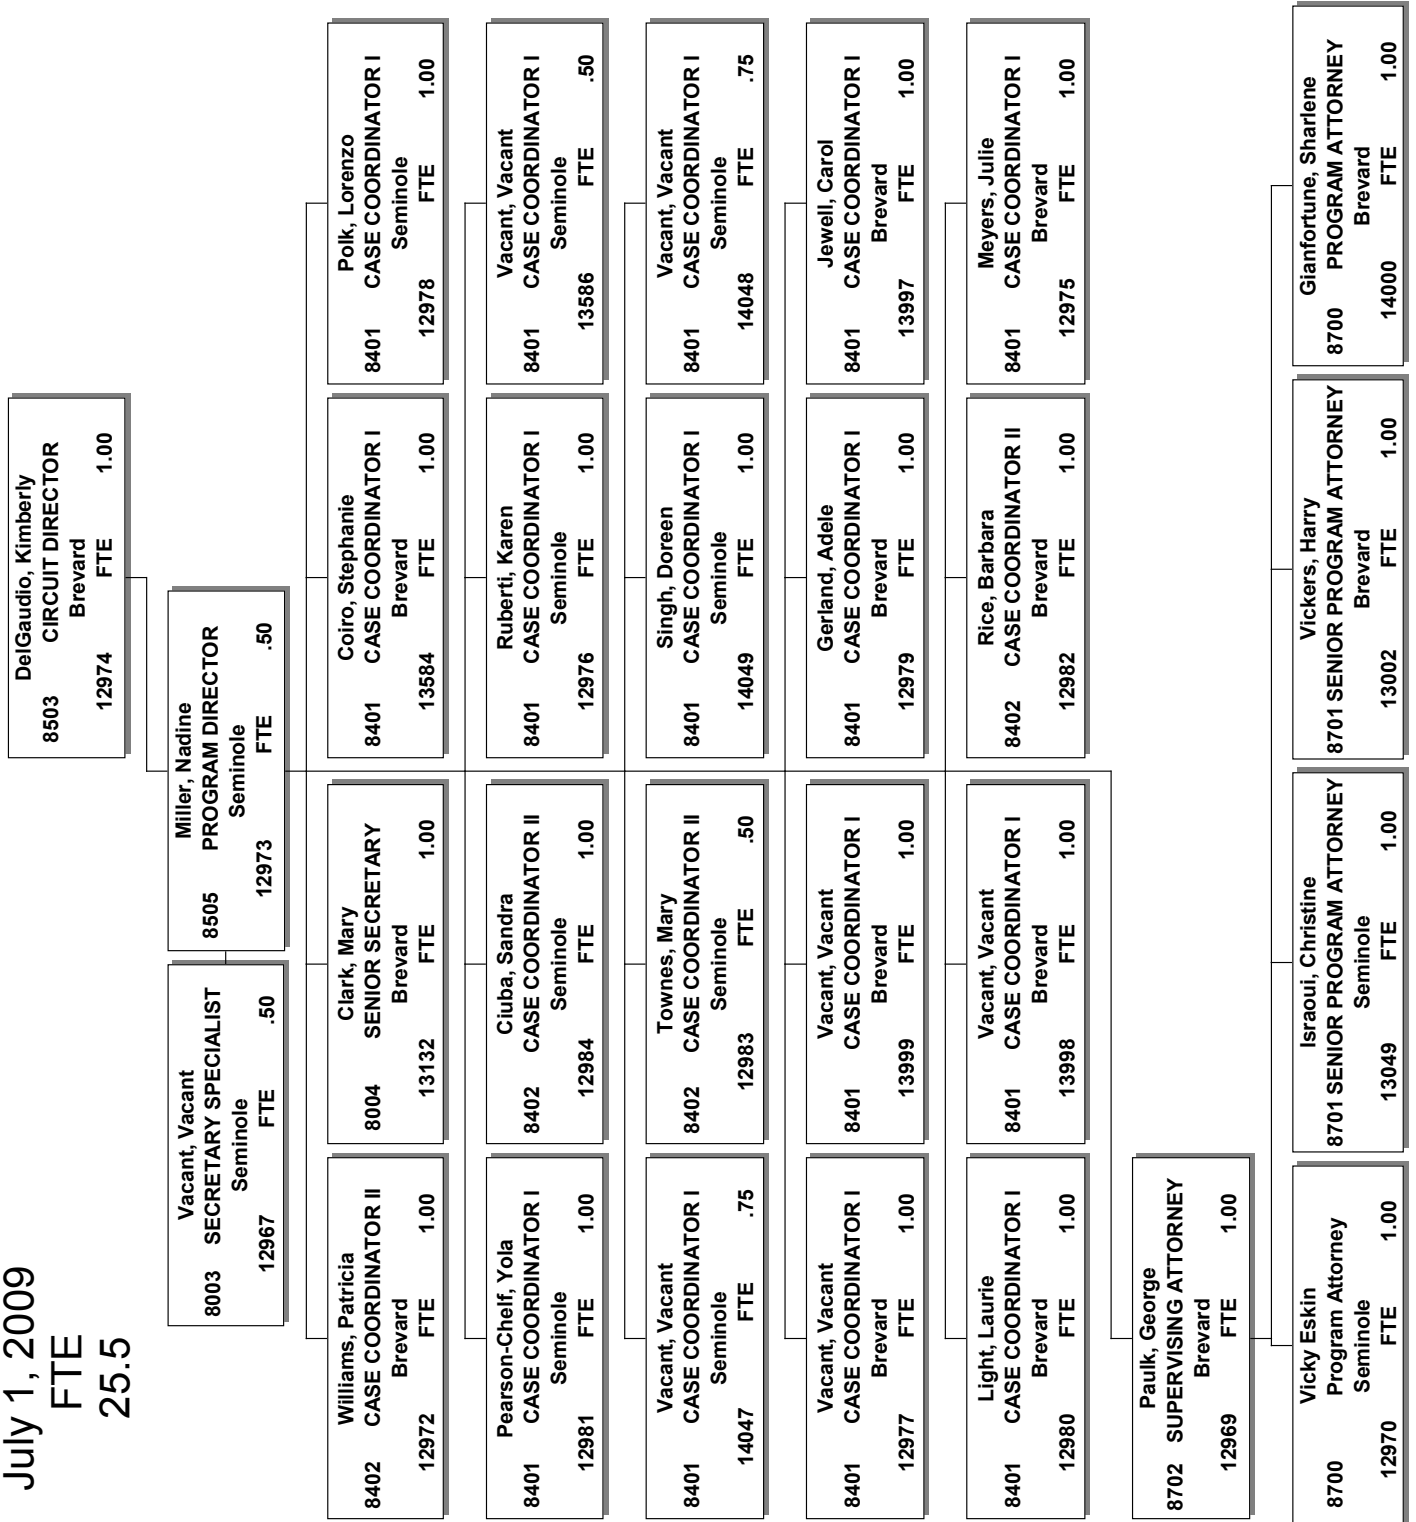 July 1, 2009
FTE
25.5
DelGaudio, Kimberly
8503 CIRCUIT DIRECTOR
Brevard
12974 FTE 1.00
Vacant, Vacant
8003 SECRETARY SPECIALIST
Seminole
12967 FTE .50
Miller, Nadine
8505 PROGRAM DIRECTOR
Seminole
12973 FTE .50
Williams, Patricia
8402 CASE COORDINATOR II
Brevard
12972 FTE 1.00
Clark, Mary
8004 SENIOR SECRETARY
Brevard
13132 FTE 1.00
Coiro, Stephanie
8401 CASE COORDINATOR I
Brevard
13584 FTE 1.00
Polk, Lorenzo
8401 CASE COORDINATOR I
Seminole
12978 FTE 1.00
Pearson-Chelf, Yola
8401 CASE COORDINATOR I
Seminole
12981 FTE 1.00
Ciuba, Sandra
8402 CASE COORDINATOR II
Seminole
12984 FTE 1.00
Ruberti, Karen
8401 CASE COORDINATOR I
Seminole
12976 FTE 1.00
Vacant, Vacant
8401 CASE COORDINATOR I
Seminole
13586 FTE .50
Vacant, Vacant
8401 CASE COORDINATOR I
Seminole
14047 FTE .75
Townes, Mary
8402 CASE COORDINATOR II
Seminole
12983 FTE .50
Singh, Doreen
8401 CASE COORDINATOR I
Seminole
14049 FTE 1.00
Vacant, Vacant
8401 CASE COORDINATOR I
Seminole
14048 FTE .75
Vacant, Vacant
8401 CASE COORDINATOR I
Brevard
12977 FTE 1.00
Vacant, Vacant
8401 CASE COORDINATOR I
Brevard
13999 FTE 1.00
Gerland, Adele
8401 CASE COORDINATOR I
Brevard
12979 FTE 1.00
Jewell, Carol
8401 CASE COORDINATOR I
Brevard
13997 FTE 1.00
Light, Laurie
8401 CASE COORDINATOR I
Brevard
12980 FTE 1.00
Vacant, Vacant
8401 CASE COORDINATOR I
Brevard
13998 FTE 1.00
Rice, Barbara
8402 CASE COORDINATOR II
Brevard
12982 FTE 1.00
Meyers, Julie
8401 CASE COORDINATOR I
Brevard
12975 FTE 1.00
Paulk, George
8702 SUPERVISING ATTORNEY
Brevard
12969 FTE 1.00
Vicky Eskin
8700 Program Attorney
Seminole
12970 FTE 1.00
Israoui, Christine
8701 SENIOR PROGRAM ATTORNEY
Seminole
13049 FTE 1.00
Vickers, Harry
8701 SENIOR PROGRAM ATTORNEY
Brevard
13002 FTE 1.00
Gianfortune, Sharlene
8700 PROGRAM ATTORNEY
Brevard
14000 FTE 1.00